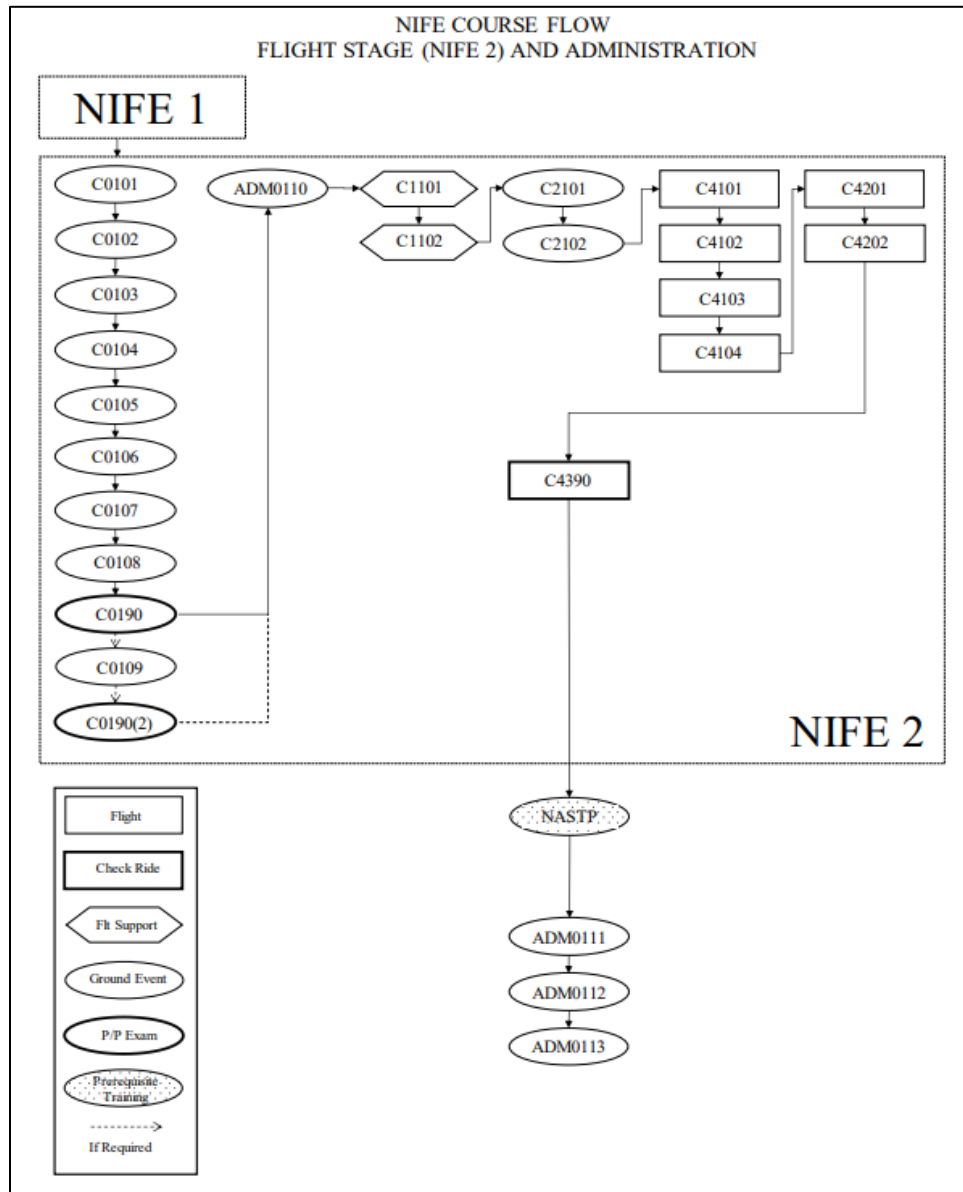 NIFE COURSE FLOW
FLIGHT STAGE (NIFE 2) AND ADMINISTRATION
NIFE 1
C0101
C0102
C0103
C0104
C0105
C0106
C0107
C0108
C0190
C0109
C0190(2)
ADM0110
C1101
C1102
C2101
C2102
C4101
C4102
C4103
C4104
C4201
C4202
C4390
NIFE 2
NASTP
ADM0111
ADM0112
ADM0113
Flight
Check Ride
Flt Support
Ground Event
P/P Exam
Prerequisite
Training
If Required